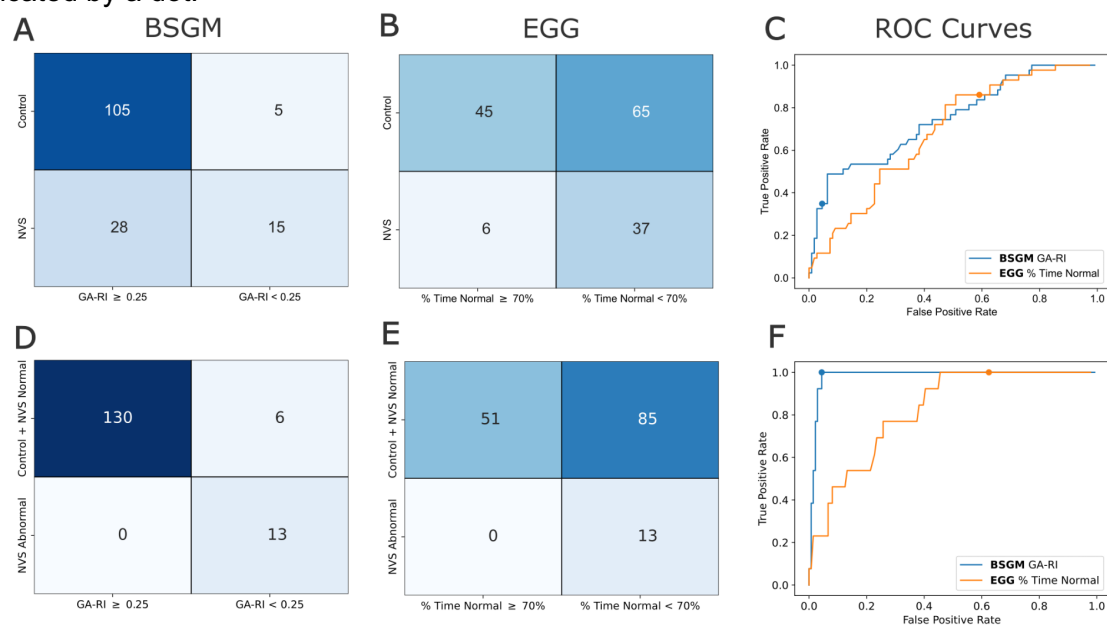 icated by a dot.
A BSGM B EGG C ROC Curves
Control
105 5
NVS
28 15
GA-RI ≥ 0.25 GA-RI < 0.25
45 65
6 37
% Time Normal ≥ 70% % Time Normal < 70%
True Positive Rate
1.0
0.8
0.6
0.4
0.2
0.0
BSGM GA-RI
EGG % Time Normal
0.0 0.2 0.4 0.6 0.8 1.0
False Positive Rate
D E F
Control + NVS Normal
130 6
NVS Abnormal
0 13
GA-RI ≥ 0.25 GA-RI < 0.25
Control + NVS Normal
51 85
NVS Abnormal
0 13
% Time Normal ≥ 70% % Time Normal < 70%
True Positive Rate
1.0
0.8
0.6
0.4
0.2
0.0
BSGM GA-RI
EGG % Time Normal
0.0 0.2 0.4 0.6 0.8 1.0
False Positive Rate